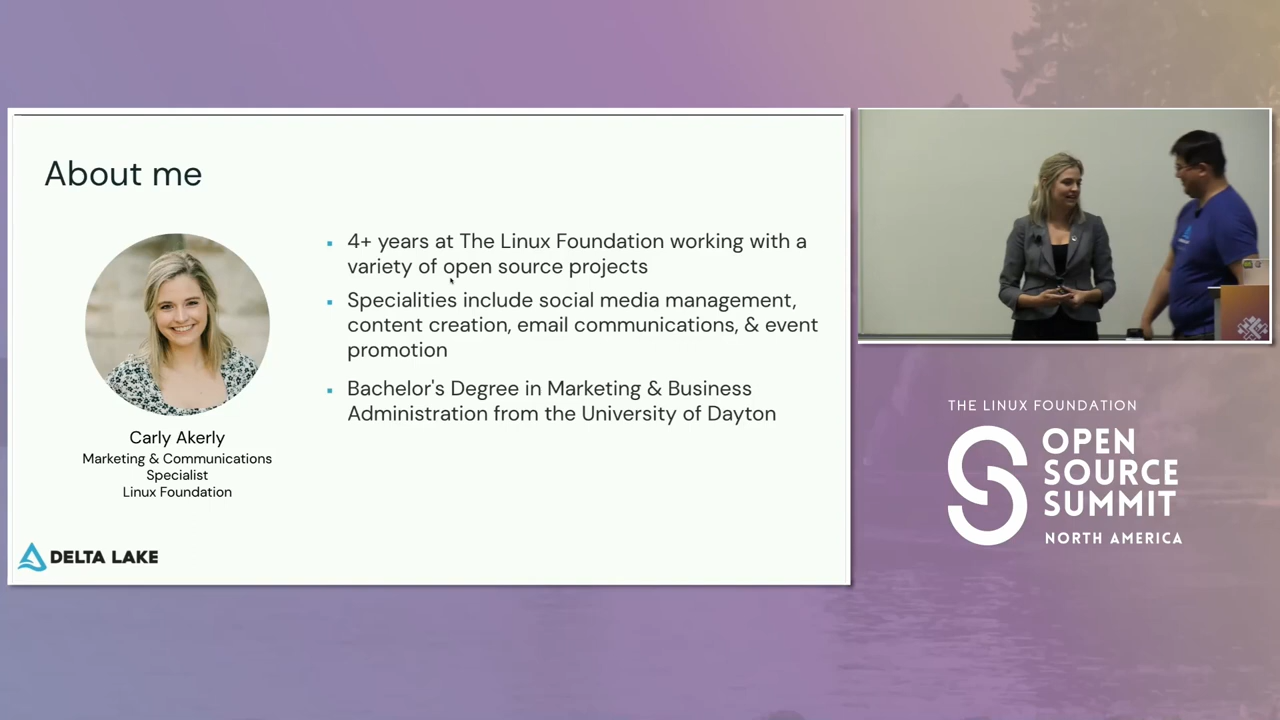 About me
4+ years at The Linux Foundation working with a
variety of open source projects
Specialities include social media management,
content creation, email communications, & event
promotion
Bachelor's Degree in Marketing & Business
Administration from the University of Dayton
Carly Akerly
Marketing & Communications
Specialist
Linux Foundation
DELTA LAKE
THE LINUX FOUNDATION
OPEN
SOURCE
SUMMIT
NORTH AMERICA